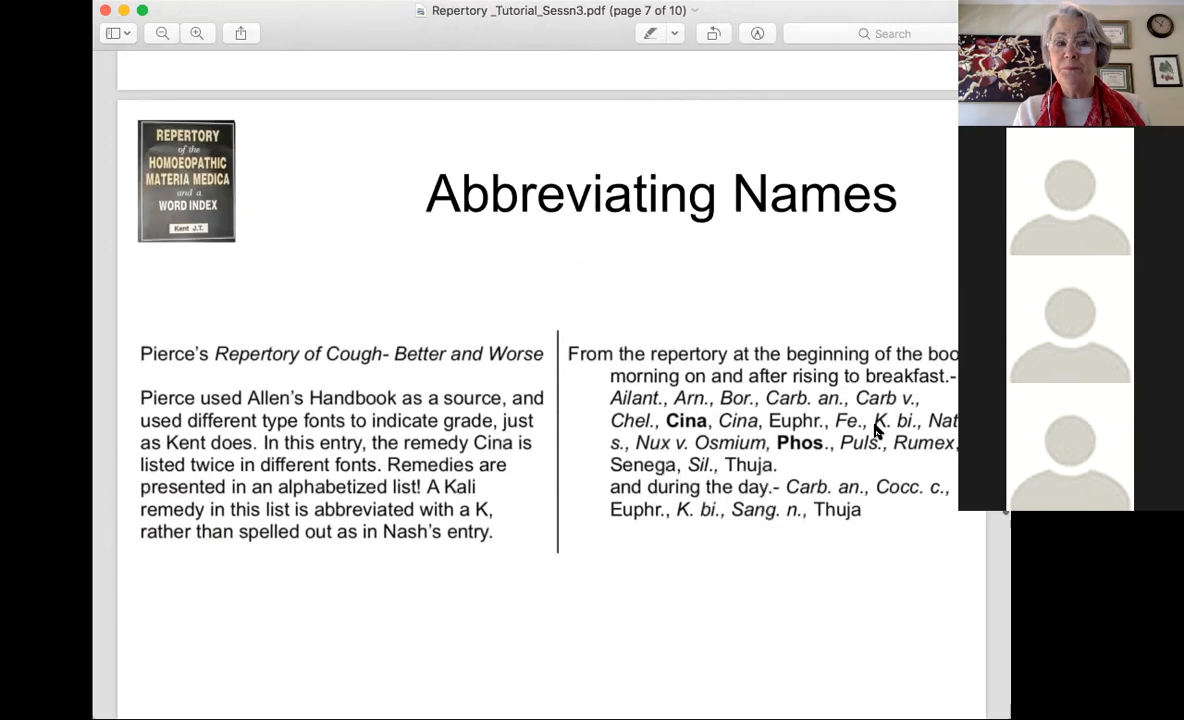 Repertory _Tutorial_Sessn3.pdf (page 7 of 10)
Search
REPERTORY
of the
HOMOEOPATHIC
MATERIA MEDICA
and a
WORD INDEX
Kent J.T.
Abbreviating Names
Pierce's Repertory of Cough- Better and Worse
Pierce used Allen's Handbook as a source, and
used different type fonts to indicate grade, just
as Kent does. In this entry, the remedy Cina is
listed twice in different fonts. Remedies are
presented in an alphabetized list! A Kali
remedy in this list is abbreviated with a K,
rather than spelled out as in Nash's entry.
From the repertory at the beginning of the boo
morning on and after rising to breakfast.-
Ailant., Arn., Bor., Carb. an., Carb v.,
Chel., Cina, Cina, Euphr., Fe., K. bi., Nat
s., Nux v. Osmium, Phos., Puls., Rumex,
Senega, Sil., Thuja.
and during the day.- Carb. an., Cocc. c.,
Euphr., K. bi., Sang. n., Thuja